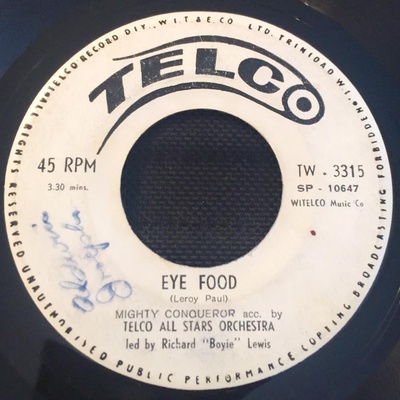 TELCO RECORD DIV., W.I.T. & E. CO LTD. TRINIDAD W.I.
TELCO
45 RPM
3.30 mins.
TW - 3315
SP - 10647
WITELCO Music Co
EYE FOOD
(Leroy Paul)
MIGHTY CONQUEROR acc. by
TELCO ALL STARS ORCHESTRA
led by Richard "Boyie" Lewis
RIGHTS RESERVED UNAUTHORISED PUBLIC PERFORMANCE COPYING BROADCASTING FORBIDDEN